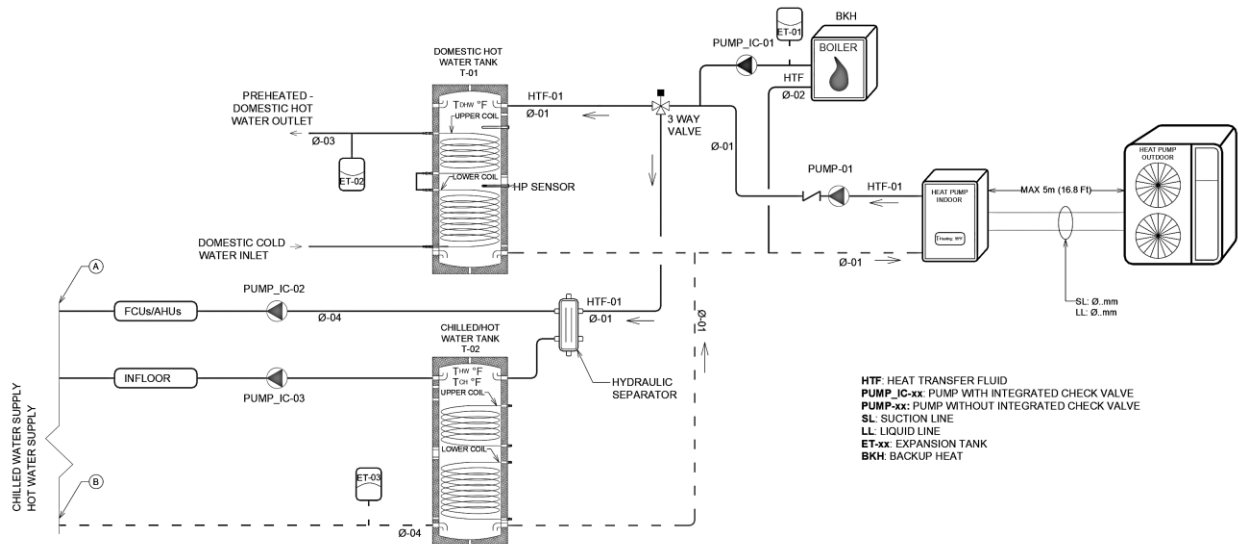 BKH
ET-01
PUMP_IC-01
BOILER
HTF
Ø-02
DOMESTIC HOT
WATER TANK
T-01
HTF-01
Ø-01
3 WAY
VALVE
Ø-01
PREHEATED -
DOMESTIC HOT
WATER OUTLET
Ø-03
ET-02
TDHW °F
UPPER COIL
LOWER COIL
HP SENSOR
DOMESTIC COLD
WATER INLET
PUMP-01
HTF-01
HEAT PUMP
INDOOR
MAX 5m (16.8 Ft)
HEAT PUMP
OUTDOOR
Ø-01
SL: Ø..mm
LL: Ø..mm
A
FCUs/AHUs
PUMP_IC-02
Ø-04
HTF-01
Ø-01
Ø-01
INFLOOR
PUMP_IC-03
CHILLED/HOT
WATER TANK
T-02
THW °F
TCH °F
UPPER COIL
LOWER COIL
HYDRAULIC
SEPARATOR
CHILLED WATER SUPPLY
HOT WATER SUPPLY
B
ET-03
Ø-04
HTF: HEAT TRANSFER FLUID
PUMP_IC-xx: PUMP WITH INTEGRATED CHECK VALVE
PUMP-xx: PUMP WITHOUT INTEGRATED CHECK VALVE
SL: SUCTION LINE
LL: LIQUID LINE
ET-xx: EXPANSION TANK
BKH: BACKUP HEAT